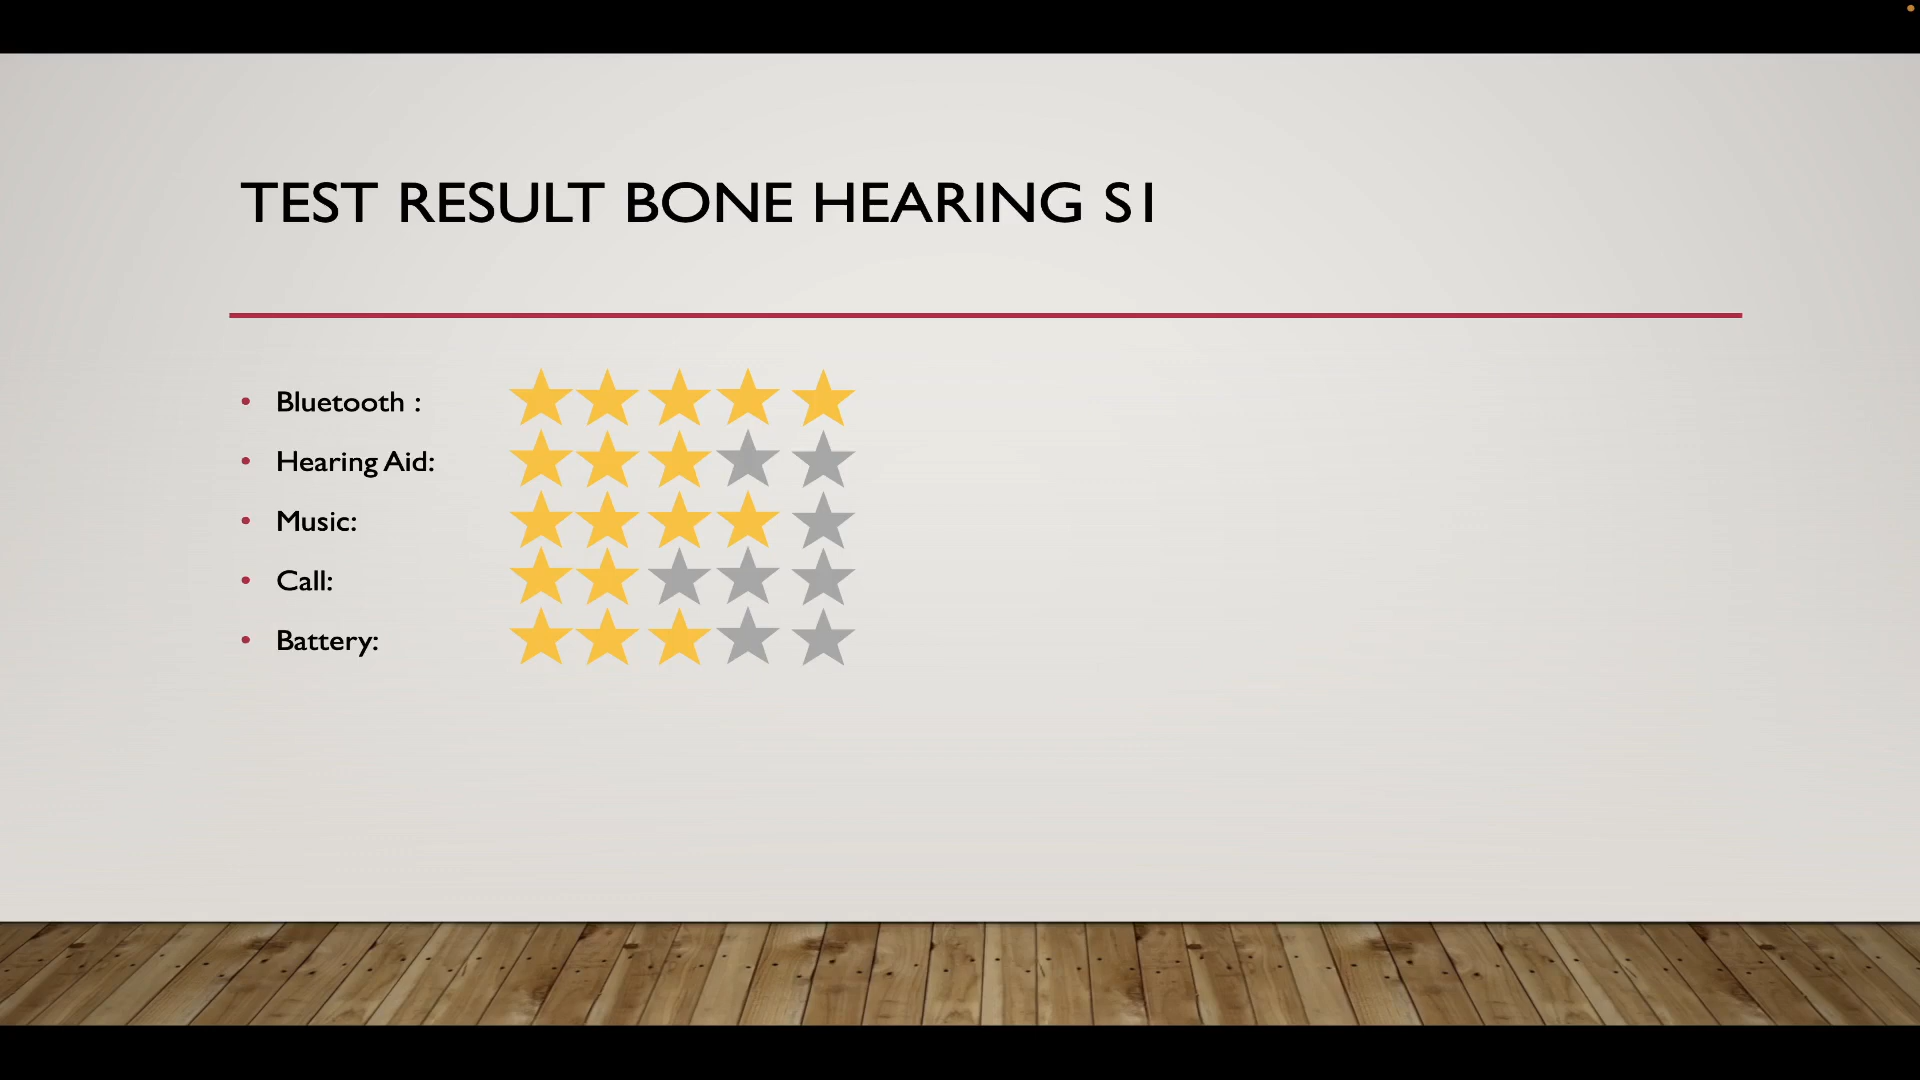 TEST RESULT BONE HEARING S1
• Bluetooth :
• Hearing Aid:
• Music:
• Call:
• Battery: